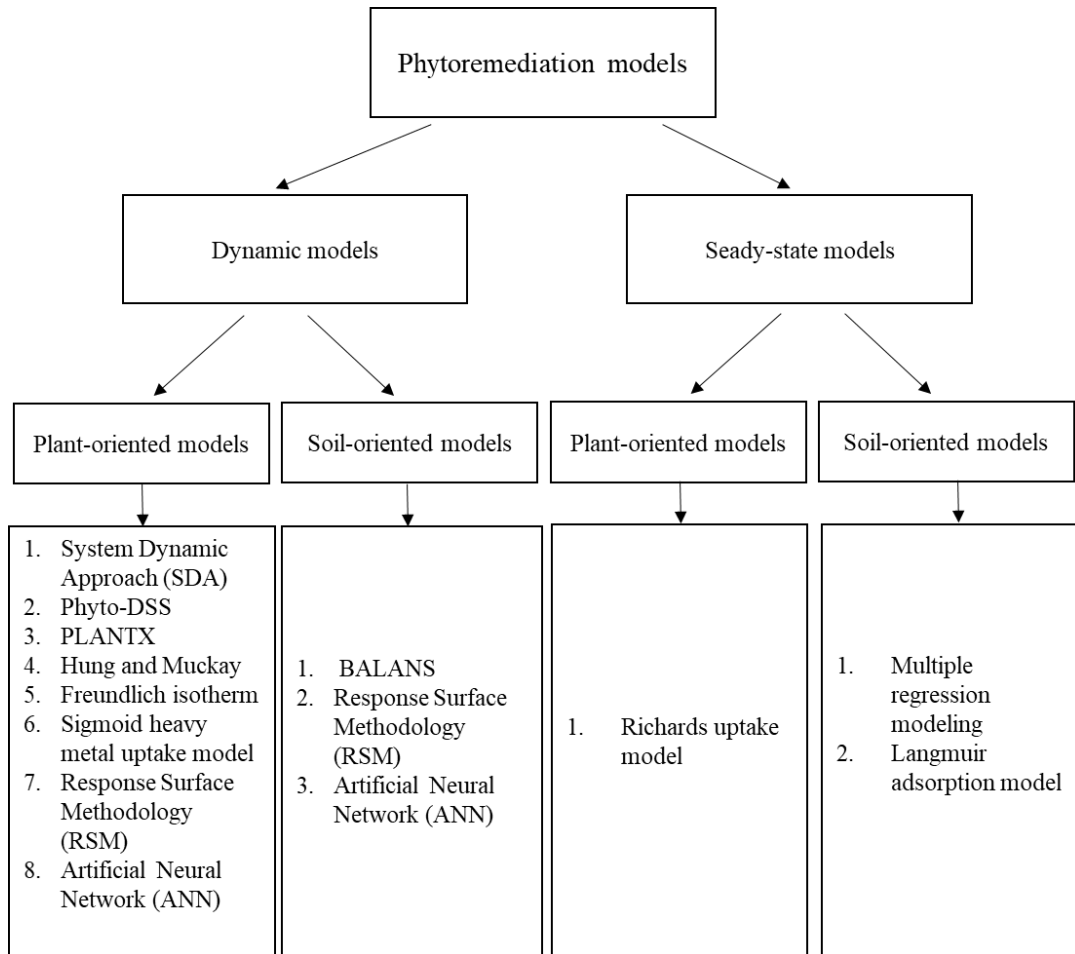 Phytoremediation models
Dynamic models
Seady-state models
Plant-oriented models
Soil-oriented models
Plant-oriented models
Soil-oriented models
1. System Dynamic
Approach (SDA)
2. Phyto-DSS
3. PLANTX
4. Hung and Muckay
5. Freundlich isotherm
6. Sigmoid heavy
metal uptake model
7. Response Surface
Methodology
(RSM)
8. Artificial Neural
Network (ANN)
1. BALANS
2. Response Surface
Methodology
(RSM)
3. Artificial Neural
Network (ANN)
1. Richards uptake
model
1. Multiple
regression
modeling
2. Langmuir
adsorption model